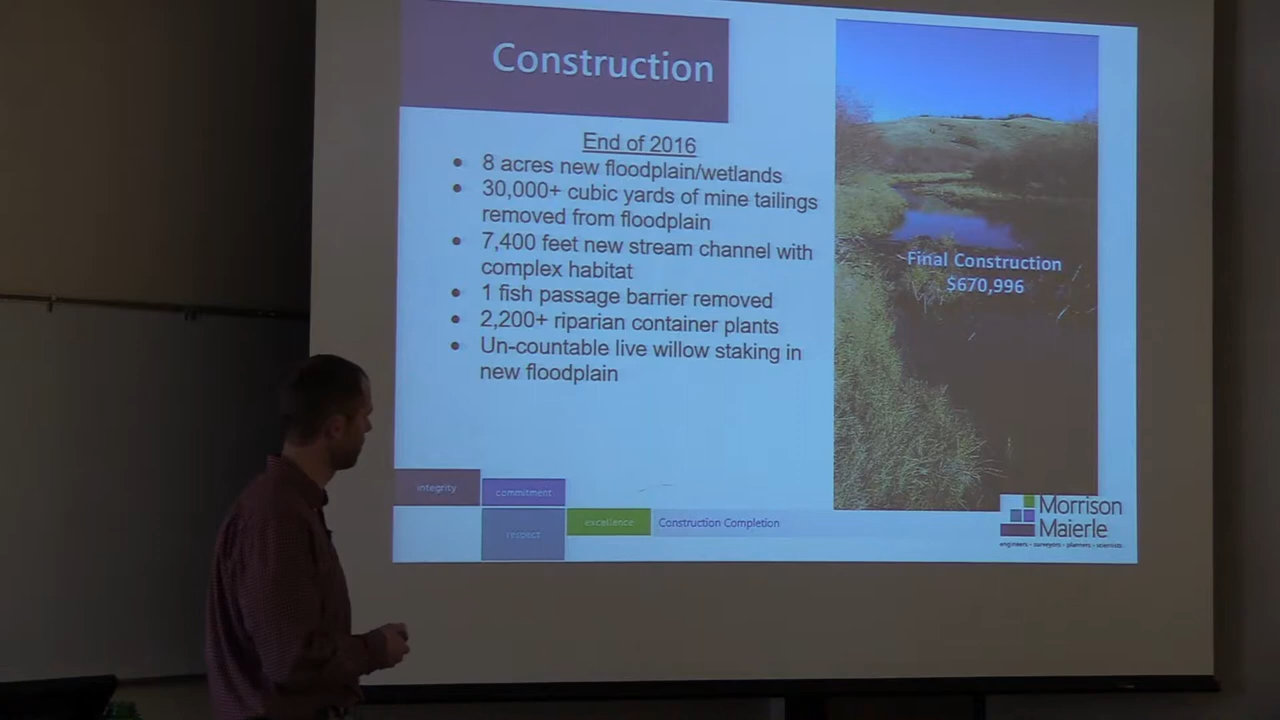 Construction
End of 2016
• 8 acres new floodplain/wetlands
• 30,000+ cubic yards of mine tailings
removed from floodplain
• 7,400 feet new stream channel with
complex habitat
• 1 fish passage barrier removed
• 2,200+ riparian container plants
• Un-countable live willow staking in
new floodplain
Final Construction
$670,996
integrity
commitment
respect
excellence
Construction Completion
Morrison
Maierle
engineers • surveyors • planners • scientists